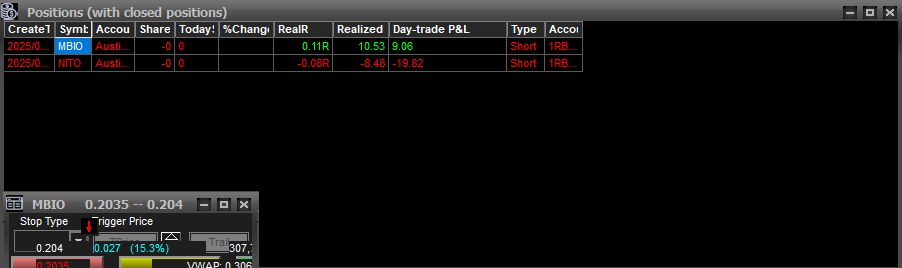 Positions (with closed positions)
CreateT Symb Accou Share TodayS %Change RealR Realized Day-trade P&L Type Accou
2025/0... MBIO Austi... -0 0 0.11R 10.53 9.06 Short 1RB...
2025/0... NITO Austi... -0 0 -0.08R -8.48 -19.82 Short 1RB...
MBIO 0.2035 -- 0.204
Stop Type Trigger Price
0.204 0.027 (15.3%) 307,
0.2035 VWAP: 0.306